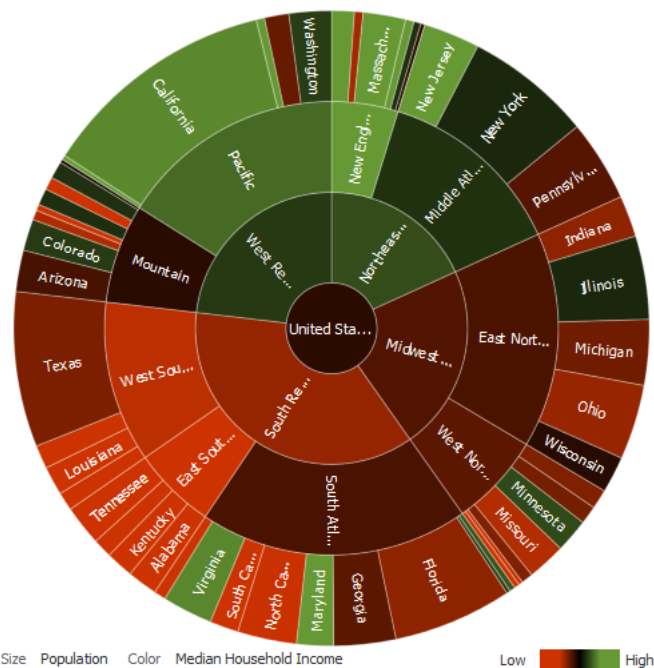 United Sta...
Northeas...
Midwest ...
South Re...
West Re...
New Eng...
Middle Atl...
East Nort...
West Nor...
South Atl...
East Sout...
West Sou...
Mountain
Pacific
Massach...
New Jersey
New York
Pennsylv...
Indiana
Illinois
Michigan
Ohio
Wisconsin
Minnesota
Missouri
Florida
Georgia
Maryland
North Ca...
South Ca...
Virginia
Alabama
Kentucky
Tennessee
Louisiana
Texas
Arizona
Colorado
California
Washington
Size Population Color Median Household Income Low High